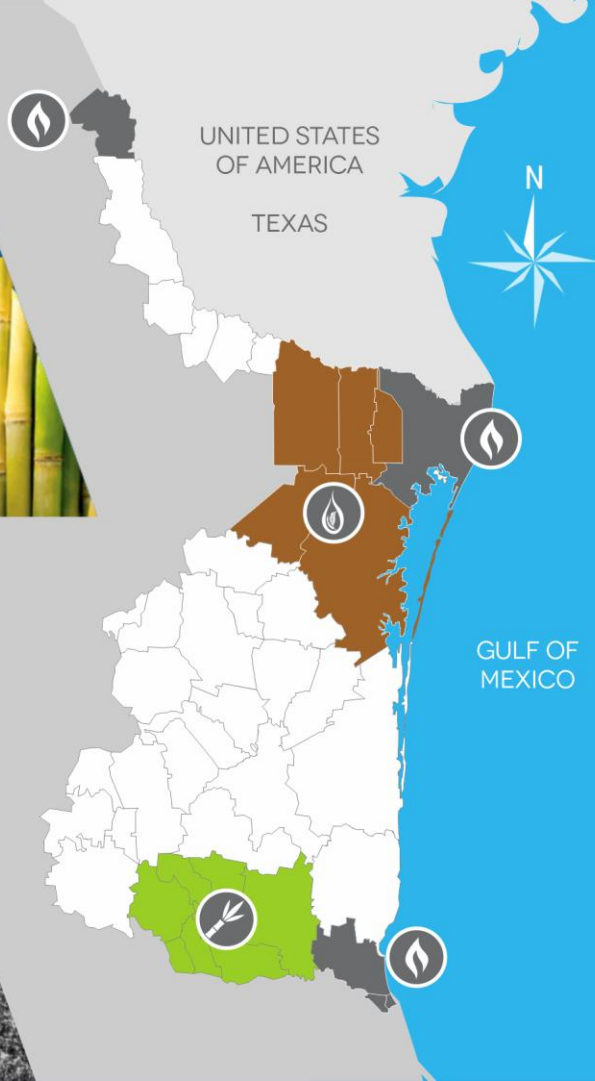 UNITED STATES
OF AMERICA
TEXAS
N
GULF OF
MEXICO